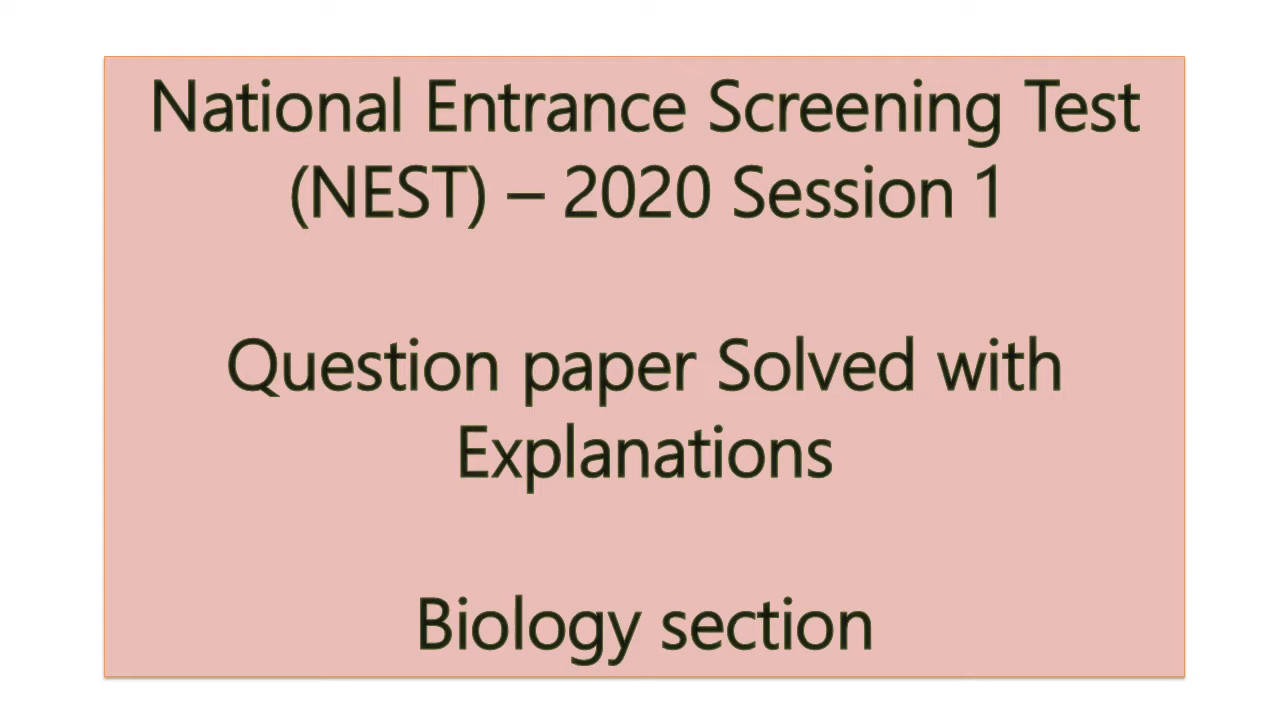 National Entrance Screening Test
(NEST) – 2020 Session 1
Question paper Solved with
Explanations
Biology section